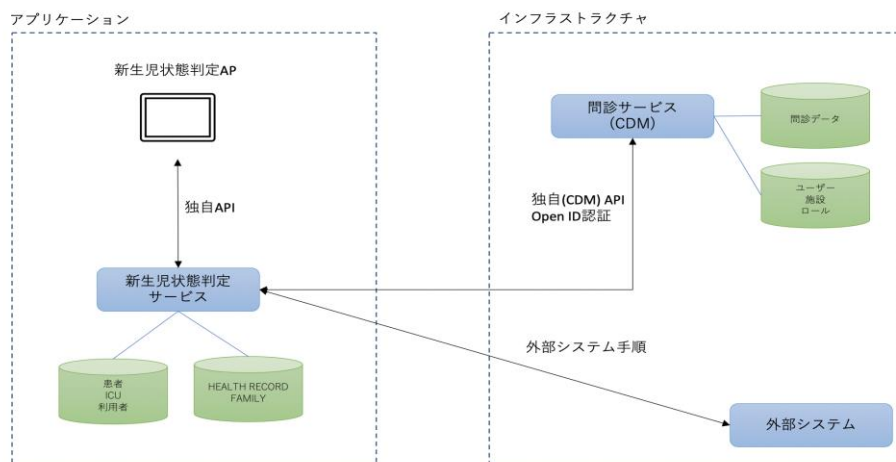 アプリケーション
新生児状態判定AP
独自API
新生児状態判定
サービス
患者
ICU
利用者
HEALTH RECORD
FAMILY
インフラストラクチャ
問診サービス
(CDM)
問診データ
ユーザー
施設
ロール
独自(CDM) API
Open ID認証
外部システム手順
外部システム